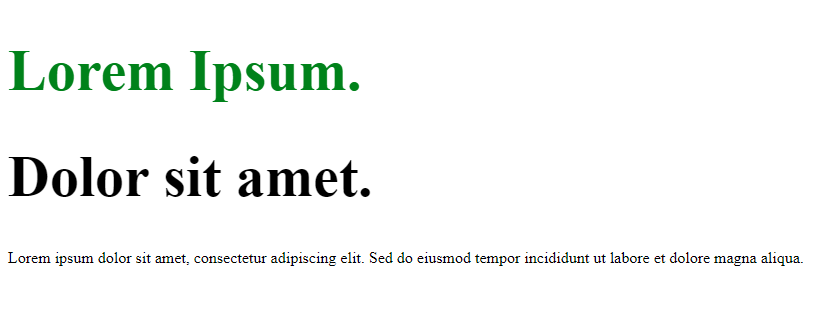 Lorem Ipsum.
Dolor sit amet.
Lorem ipsum dolor sit amet, consectetur adipiscing elit. Sed do eiusmod tempor incididunt ut labore et dolore magna aliqua.